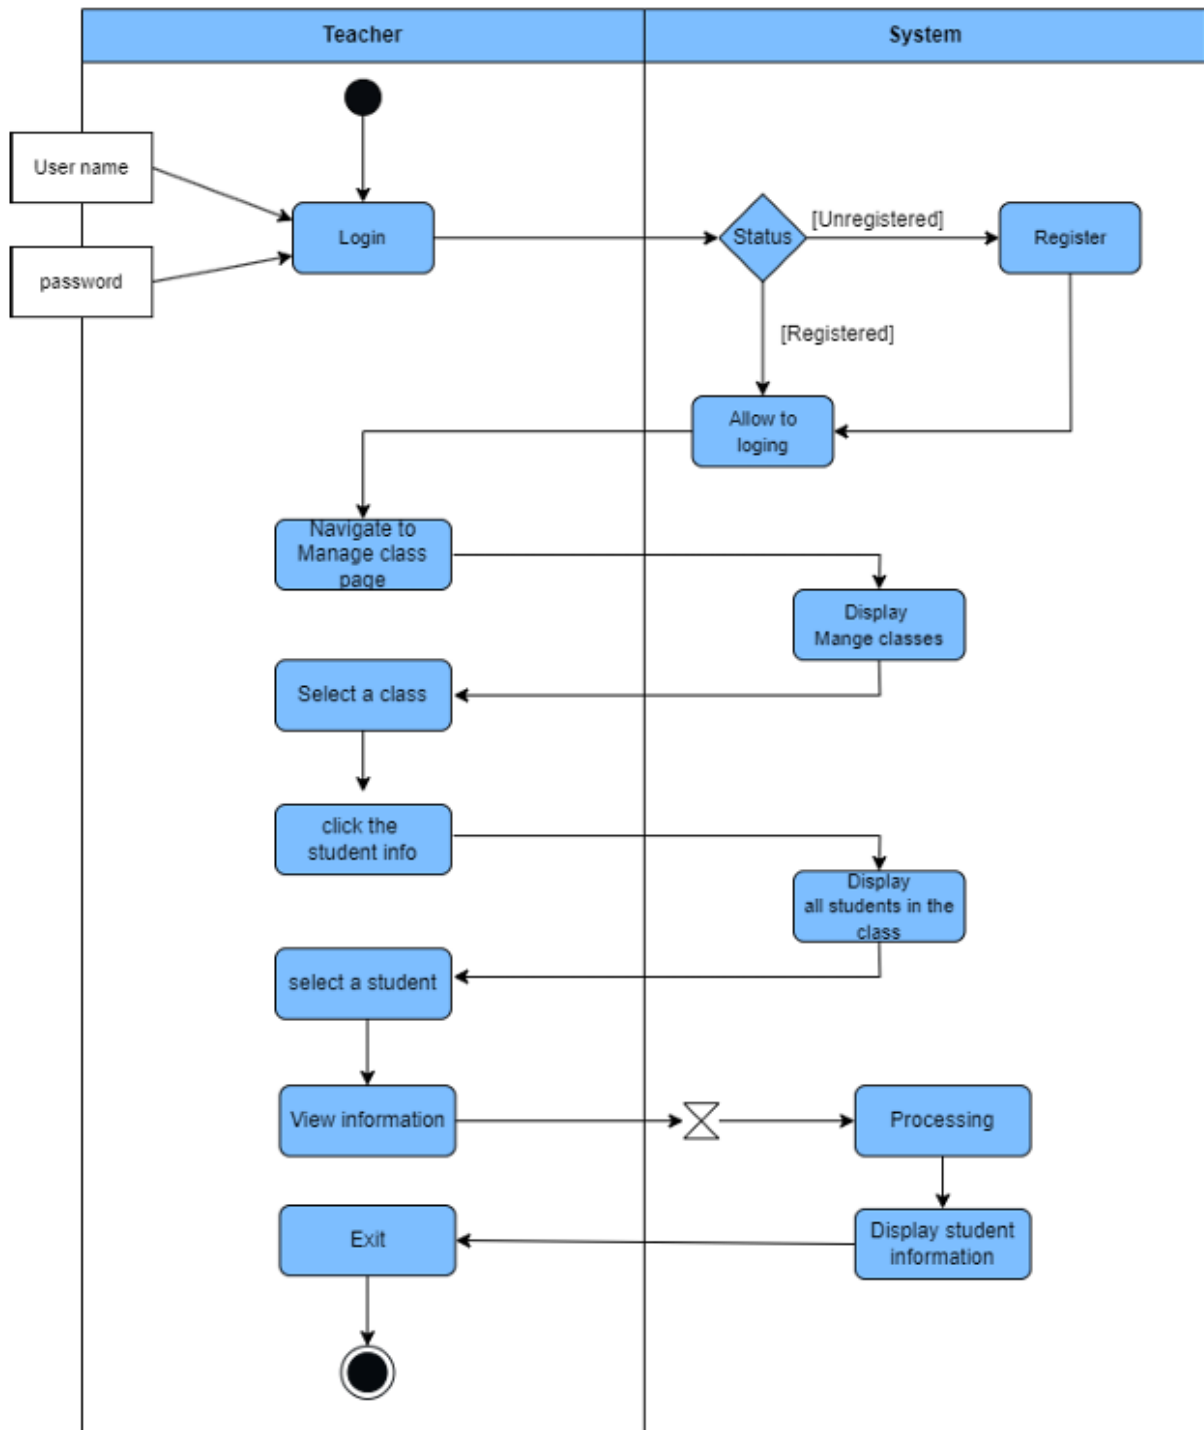 Teacher
System
User name
password
Login
Status
[Unregistered]
Register
[Registered]
Allow to
loging
Navigate to
Manage class
page
Display
Mange classes
Select a class
click the
student info
Display
all students in the
class
select a student
View information
Processing
Exit
Display student
information